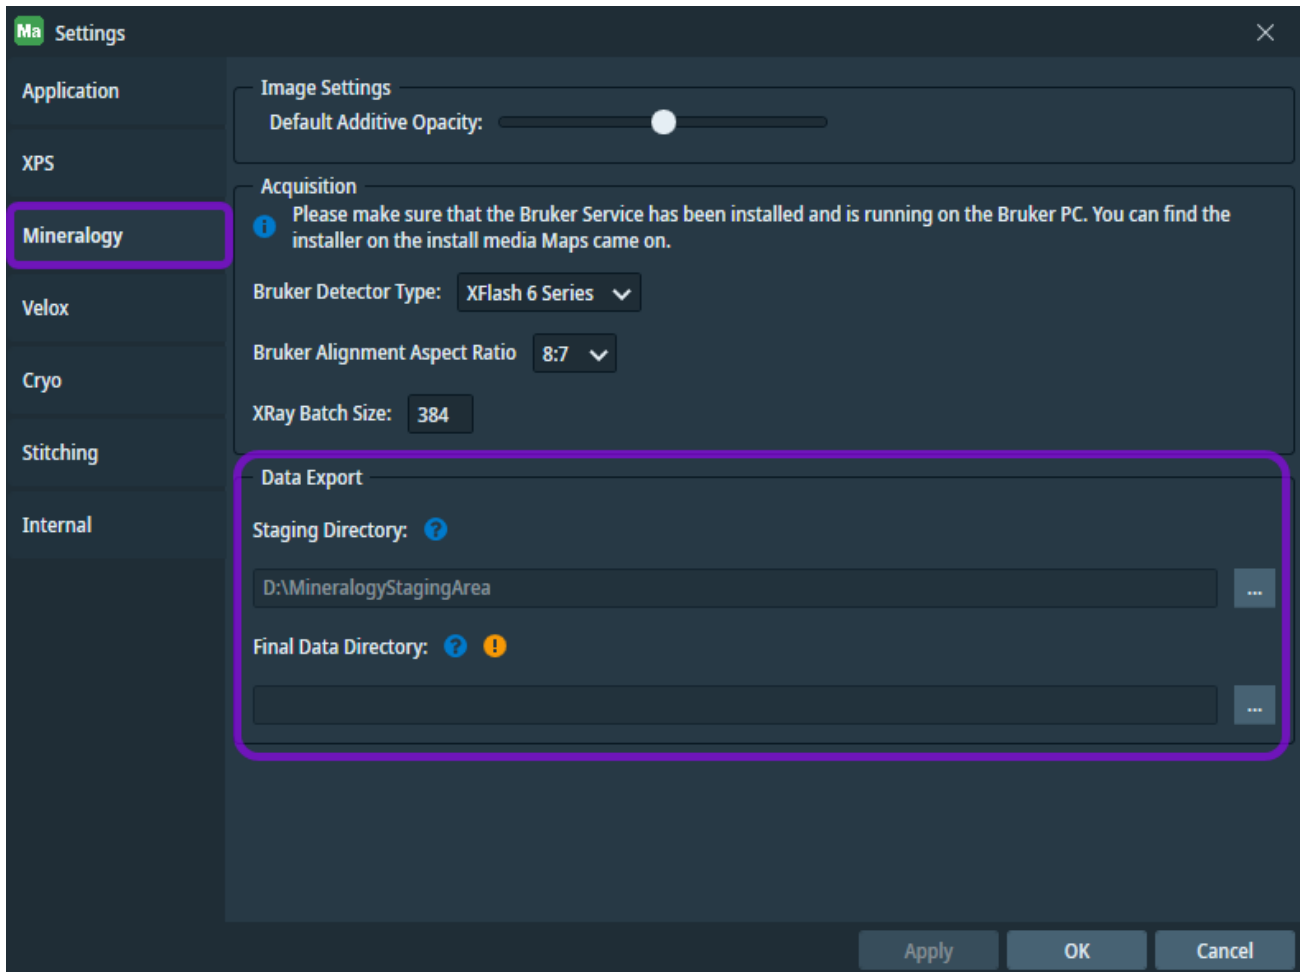 Ma Settings
Application
XPS
Mineralogy
Velox
Cryo
Stitching
Internal
Image Settings
Default Additive Opacity:
Acquisition
Please make sure that the Bruker Service has been installed and is running on the Bruker PC. You can find the
installer on the install media Maps came on.
Bruker Detector Type: XFlash 6 Series
Bruker Alignment Aspect Ratio 8:7
XRay Batch Size: 384
Data Export
Staging Directory: ?
D:\MineralogyStagingArea
...
Final Data Directory: ? !
...
Apply OK Cancel